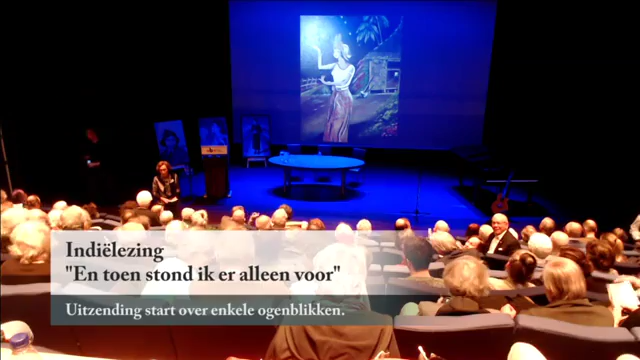 Indiëlezing
"En toen stond ik er alleen voor"
Uitzending start over enkele ogenblikken.